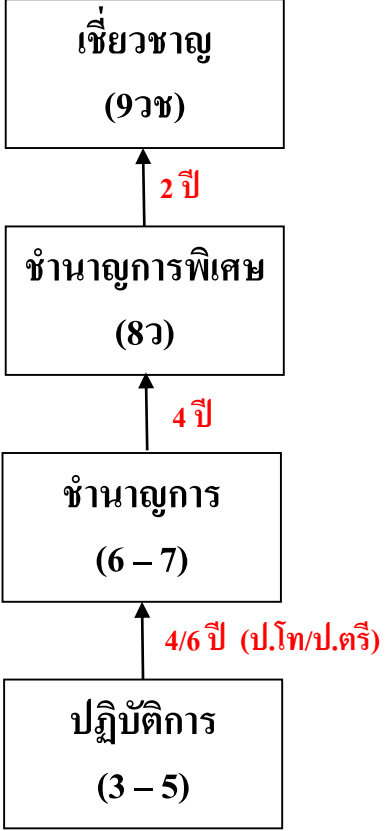 เชี่ยวชาญ
(9วช)
2 ปี
ชำนาญการพิเศษ
(8ว)
4 ปี
ชำนาญการ
(6 – 7)
4/6 ปี (ป.โท/ป.ตรี)
ปฏิบัติการ
(3 – 5)